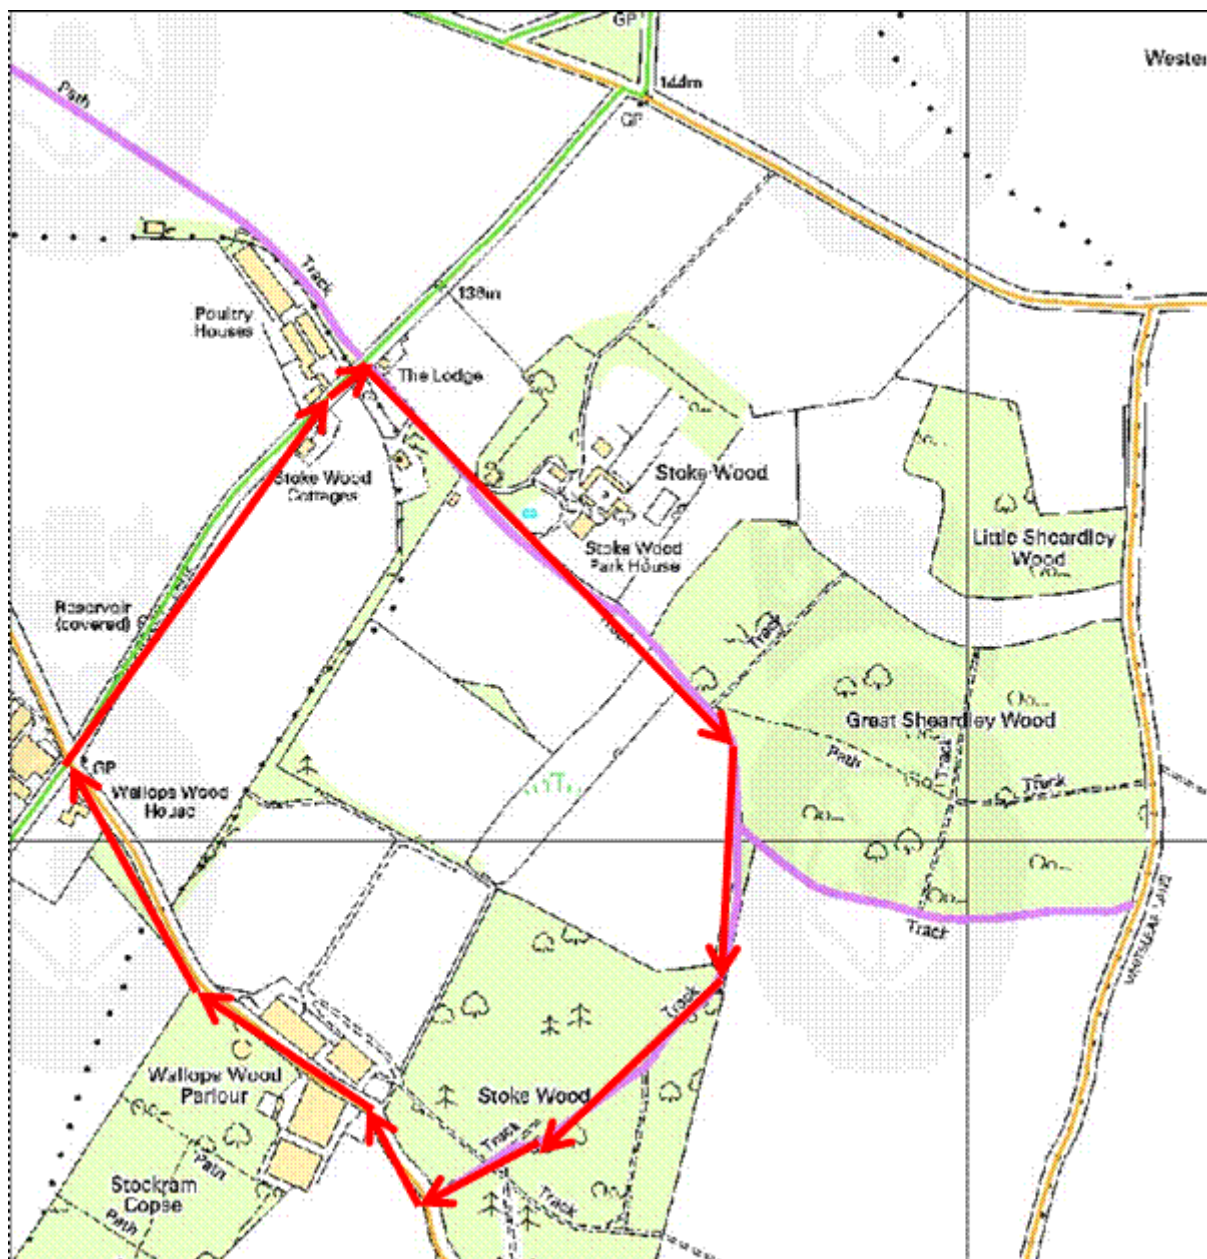 GP
Wester
Path
144m
GP
Track
138m
Poultry
Houses
The Lodge
Stoke Wood
Cottages
Stoke Wood
Stoke Wood
Park House
Little Sheardley
Wood
Reservoir
(covered)
Track
Great Sheardley Wood
Path
Track
Track
GP
Wallops Wood
House
Track
Track
Wallops Wood
Parlour
Stoke Wood
Track
Path
Track
Stockram
Copse
Path